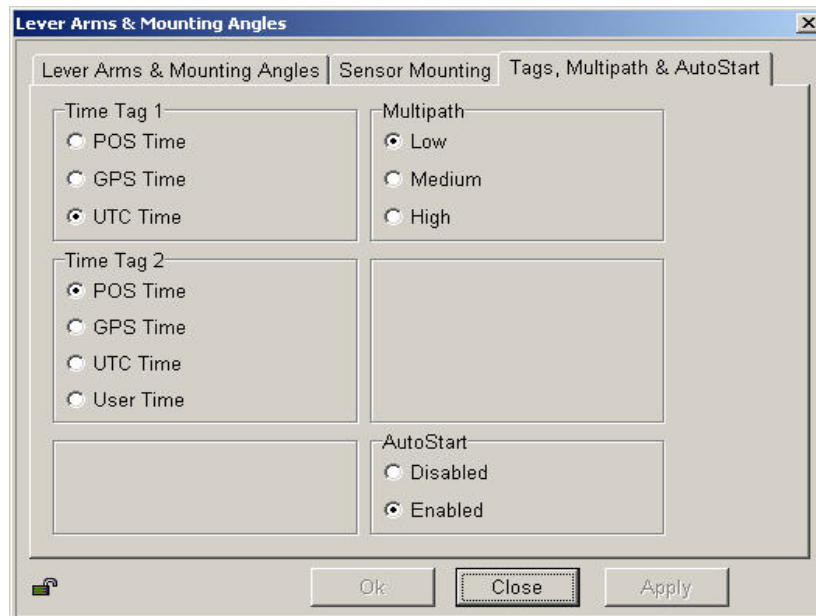 Lever Arms & Mounting Angles
Lever Arms & Mounting Angles Sensor Mounting Tags, Multipath & AutoStart
Time Tag 1
POS Time
GPS Time
UTC Time
Multipath
Low
Medium
High
Time Tag 2
POS Time
GPS Time
UTC Time
User Time
AutoStart
Disabled
Enabled
Ok Close Apply